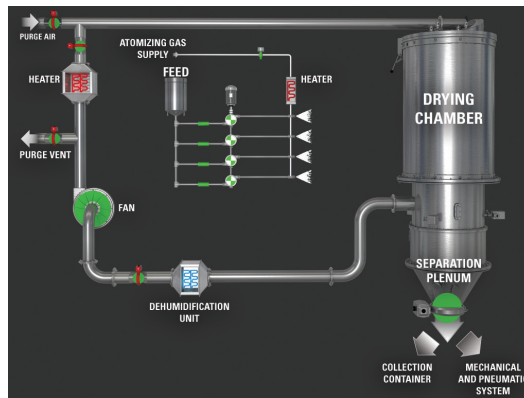 PURGE AIR
ATOMIZING GAS
SUPPLY
HEATER
FEED
HEATER
DRYING
CHAMBER
PURGE VENT
FAN
SEPARATION
PLENUM
DEHUMIDIFICATION
UNIT
COLLECTION
CONTAINER
MECHANICAL
AND PNEUMATI
SYSTEM